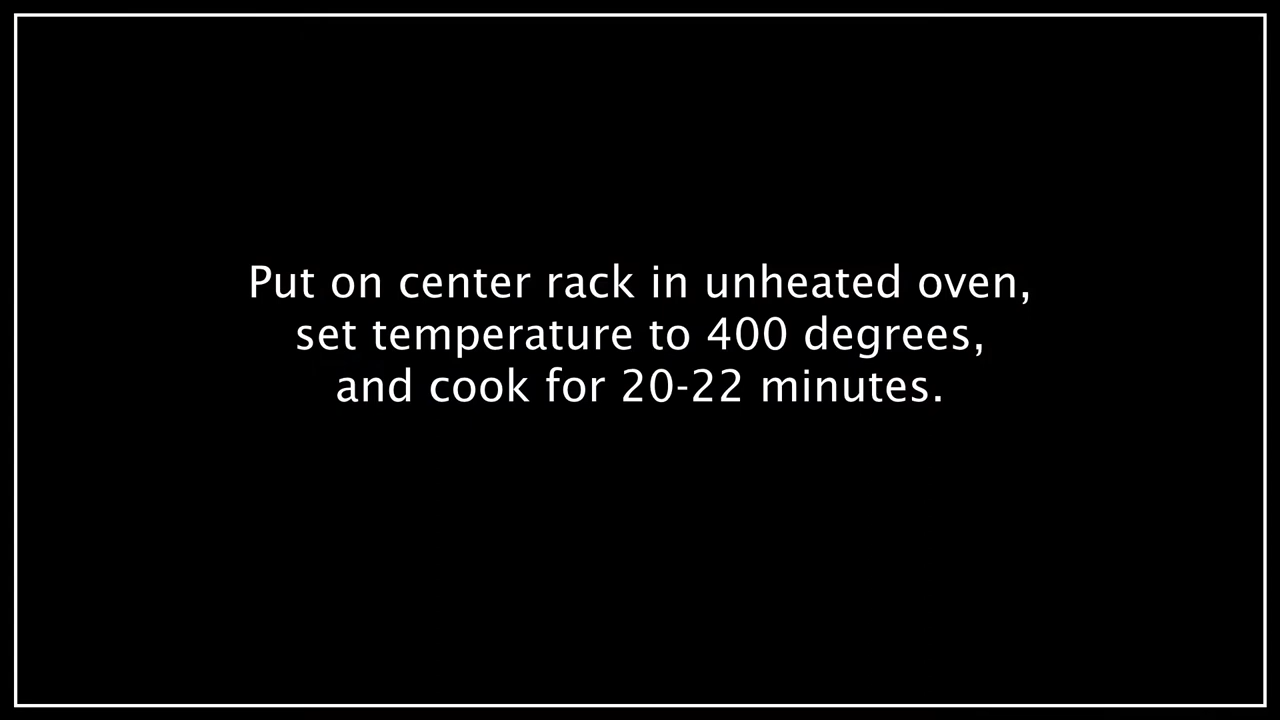 Put on center rack in unheated oven,
set temperature to 400 degrees,
and cook for 20-22 minutes.